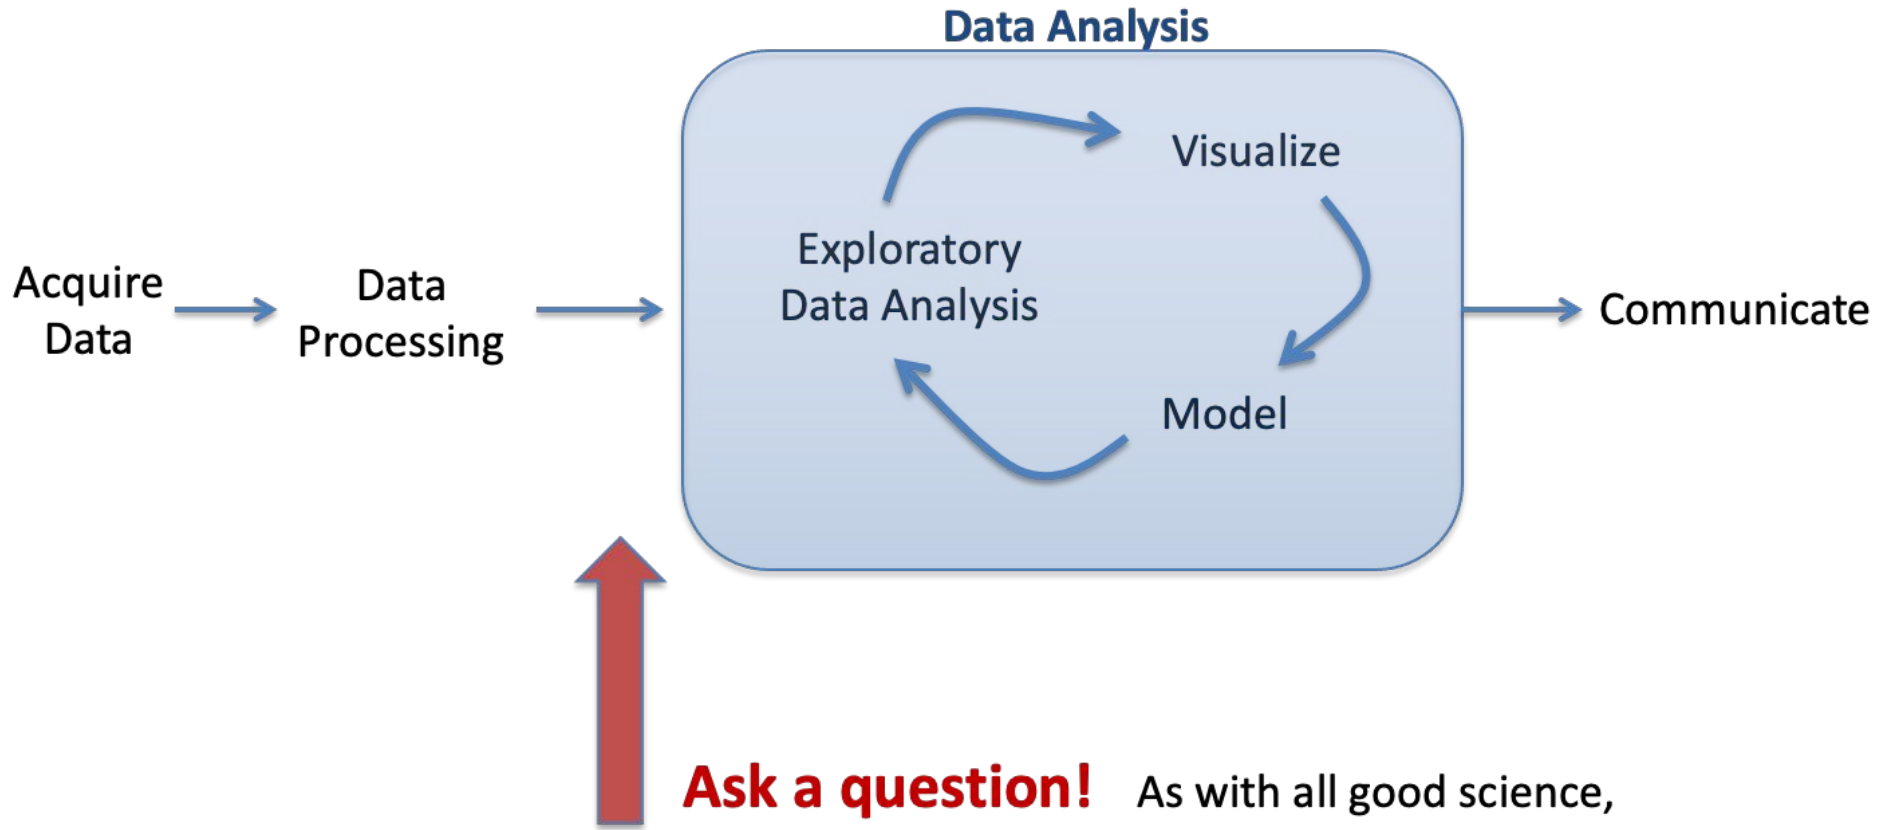 Data Analysis
Visualize
Exploratory
Data Analysis
Acquire
Data
Data
Processing
Communicate
Model
Ask a question! As with all good science,